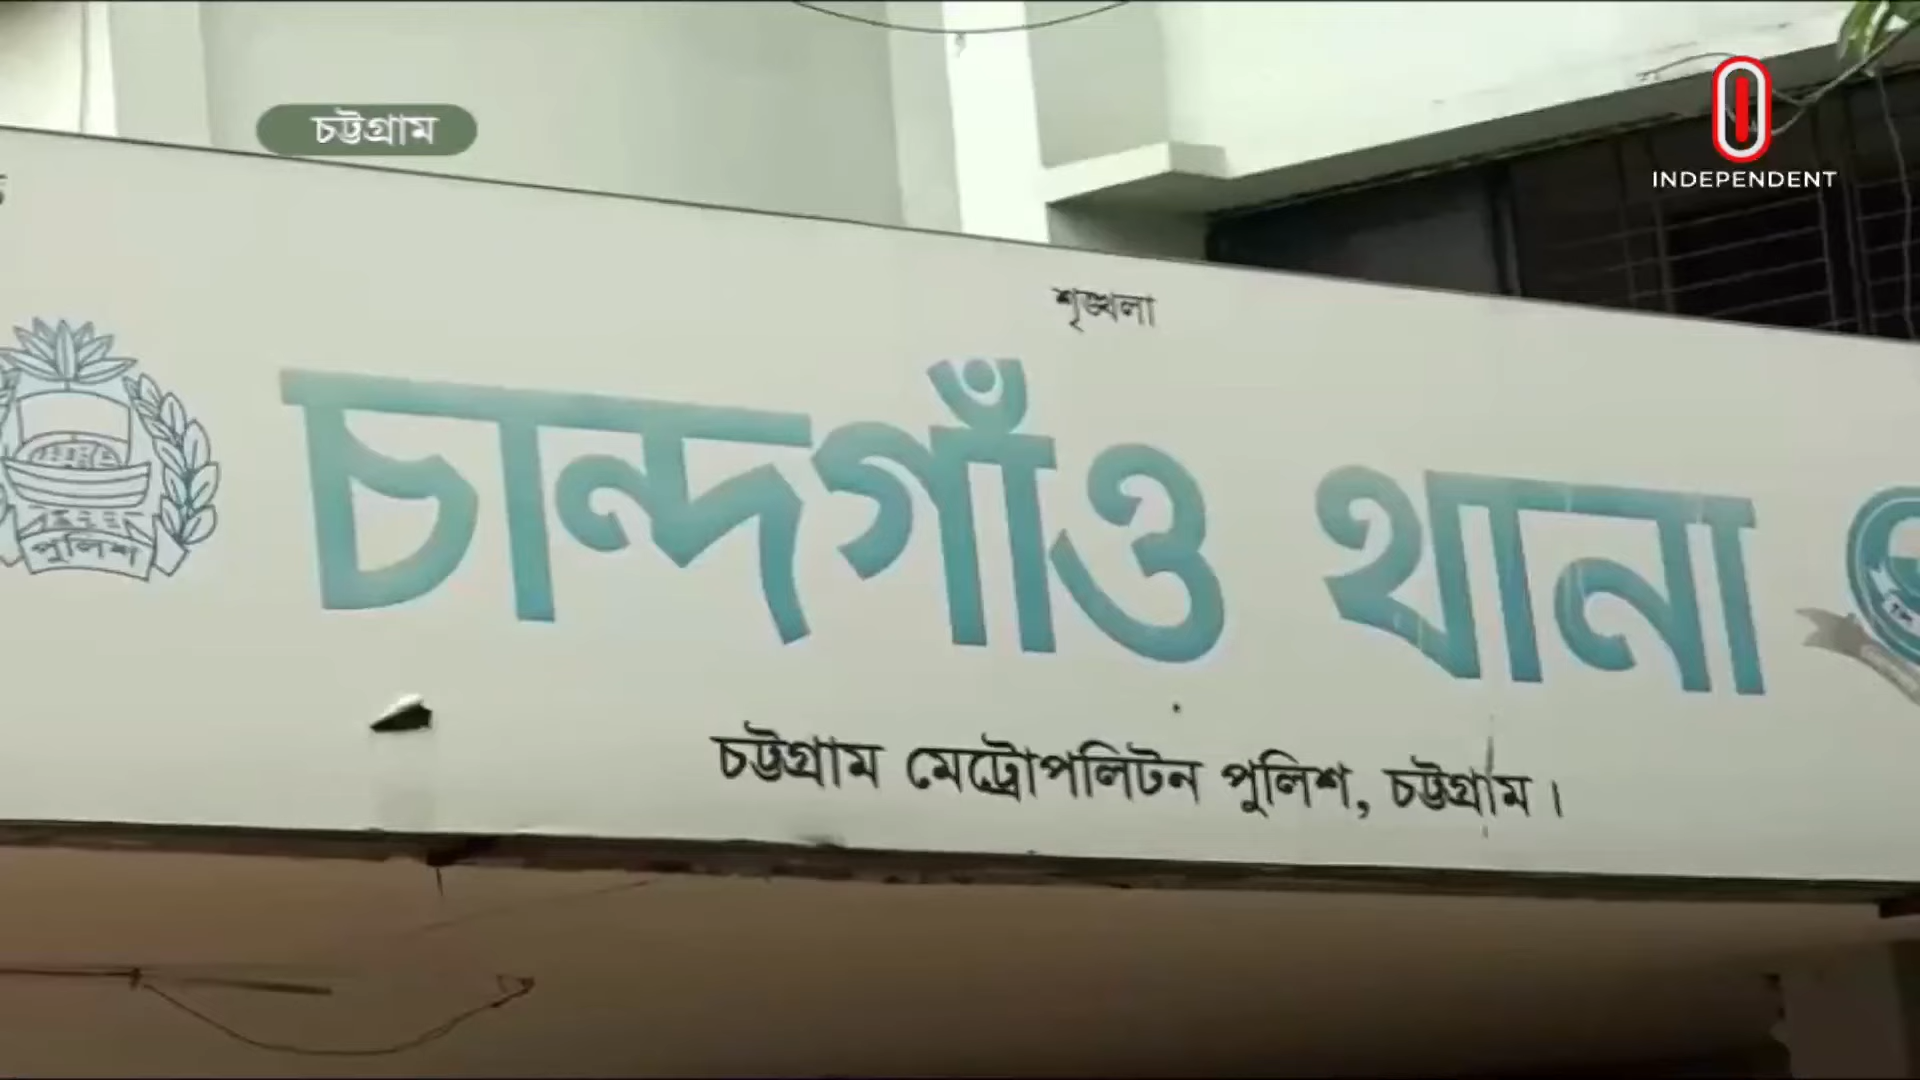 চট্টগ্রাম
INDEPENDENT
শৃঙ্খলা
চান্দগাঁও থানা
পুলিশ
চট্টগ্রাম মেট্রোপলিটন পুলিশ, চট্টগ্রাম।